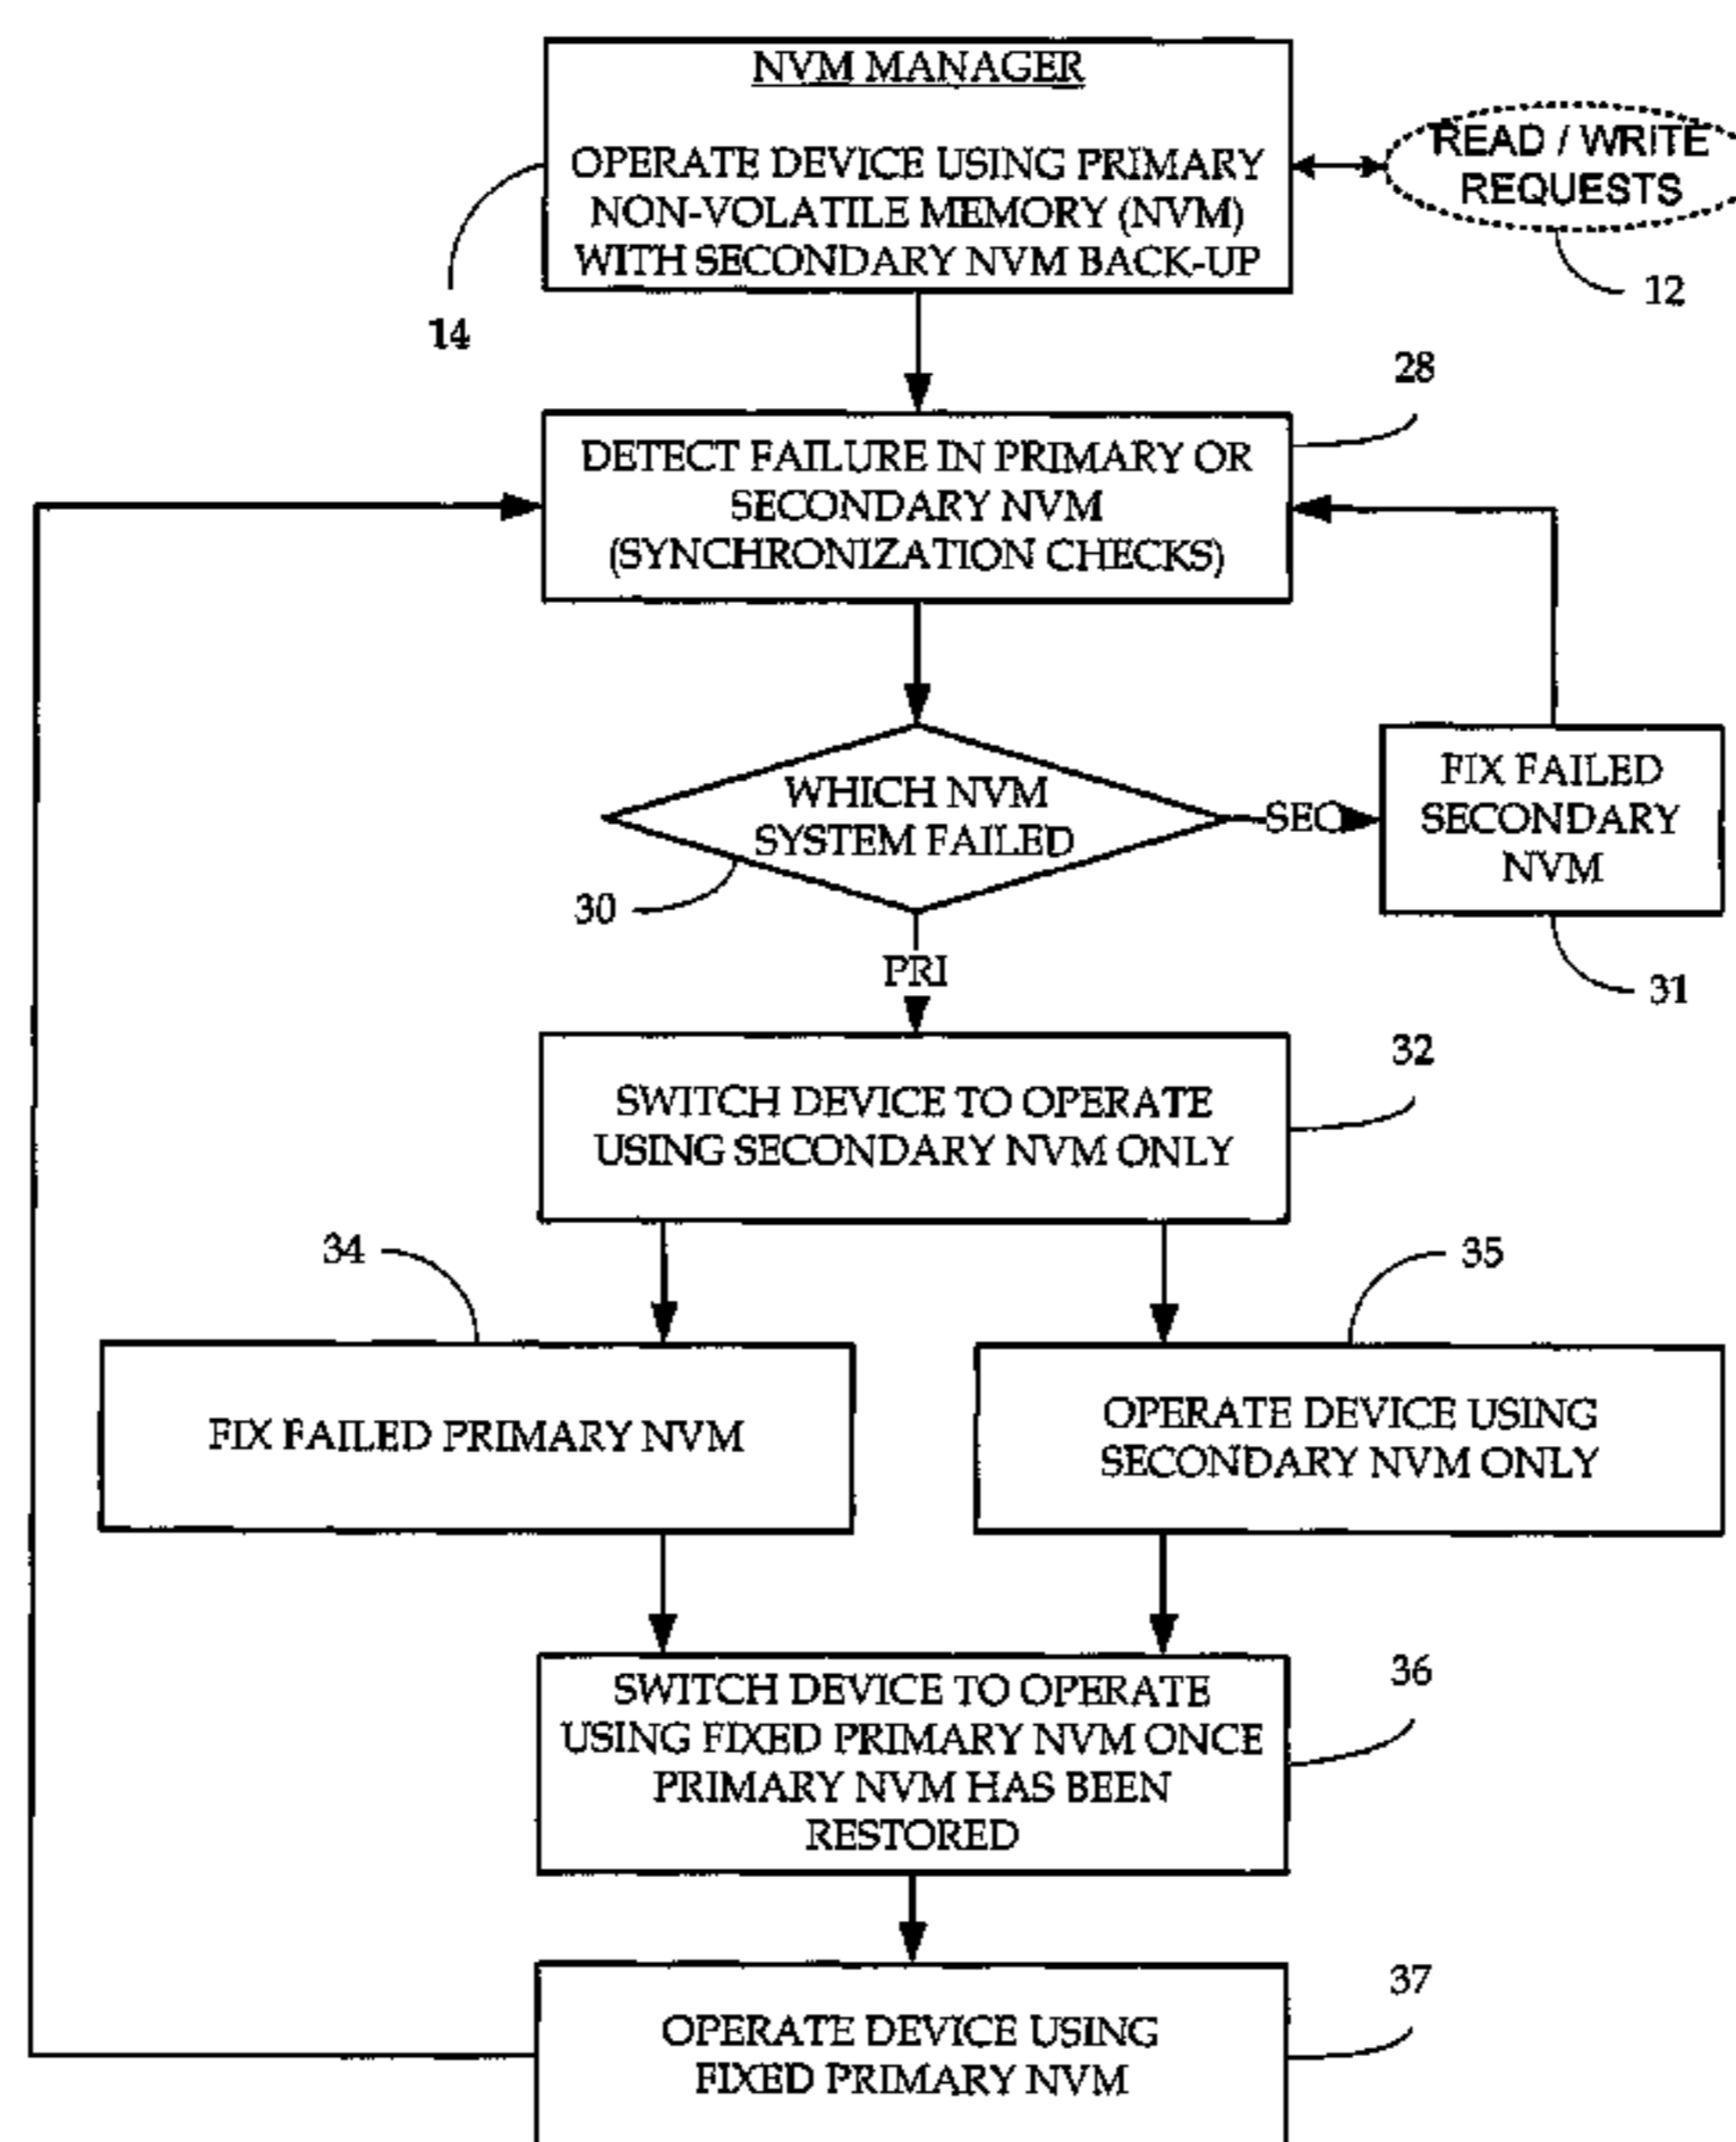 NVM MANAGER
OPERATE DEVICE USING PRIMARY
NON-VOLATILE MEMORY (NVM)
WITH SECONDARY NVM BACK-UP
READ / WRITE
REQUESTS
12
14
28
DETECT FAILURE IN PRIMARY OR
SECONDARY NVM
(SYNCHRONIZATION CHECKS)
WHICH NVM
SYSTEM FAILED
SEC
FIX FAILED
SECONDARY
NVM
30
PRI
31
32
SWITCH DEVICE TO OPERATE
USING SECONDARY NVM ONLY
34
35
FIX FAILED PRIMARY NVM
OPERATE DEVICE USING
SECONDARY NVM ONLY
36
SWITCH DEVICE TO OPERATE
USING FIXED PRIMARY NVM ONCE
PRIMARY NVM HAS BEEN
RESTORED
37
OPERATE DEVICE USING
FIXED PRIMARY NVM